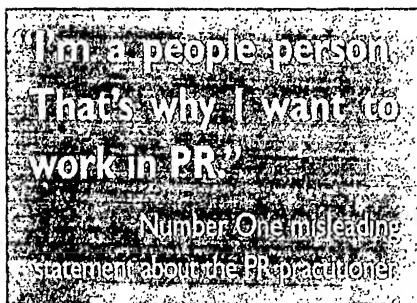 "I'm a people person.
That's why I want to
work in PR."
Number One misleading
statement about the PR practitioner